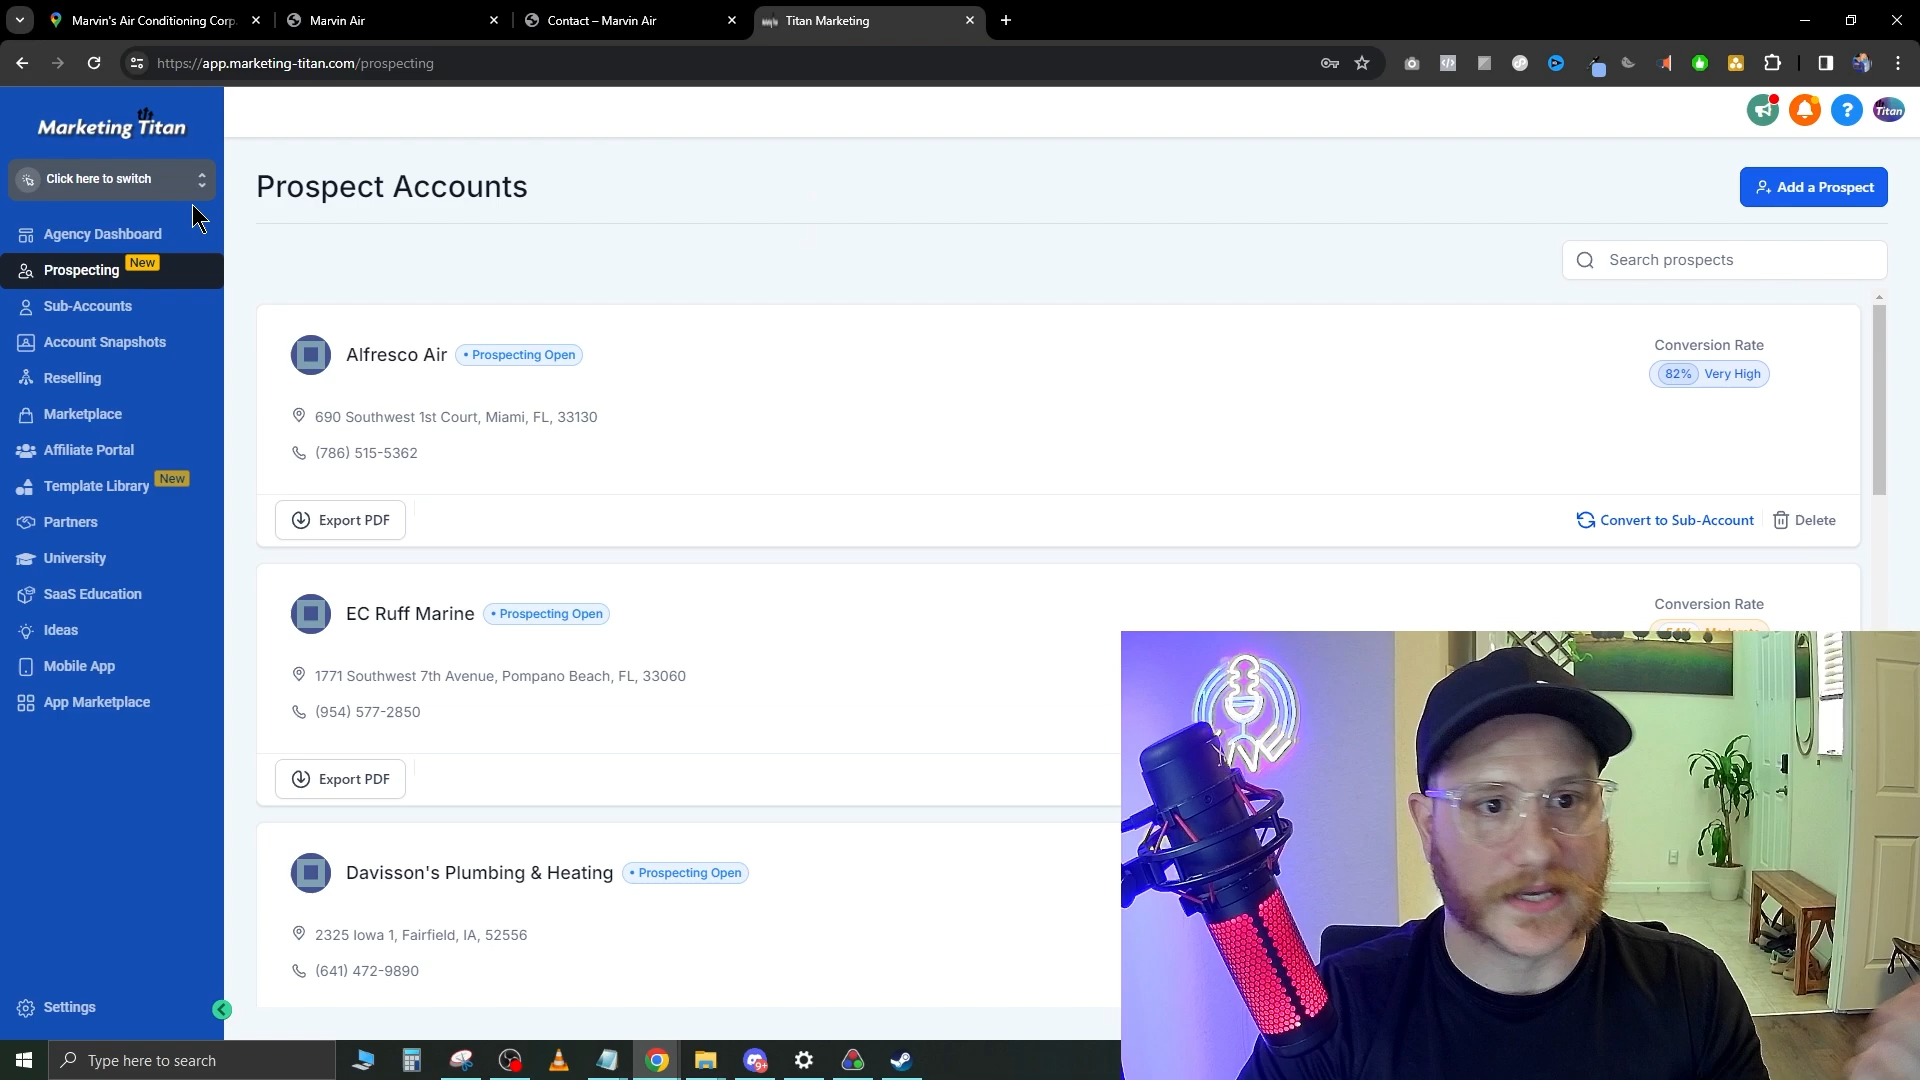 Marvin's Air Conditioning Corp
Marvin Air
Contact – Marvin Air
Titan Marketing
https://app.marketing-titan.com/prospecting
Marketing Titan
Titan
Click here to switch
Agency Dashboard
Prospecting
New
Sub-Accounts
Account Snapshots
Reselling
Marketplace
Affiliate Portal
Template Library
New
Partners
University
SaaS Education
Ideas
Mobile App
App Marketplace
Settings
Prospect Accounts
Add a Prospect
Search prospects
Alfresco Air
• Prospecting Open
Conversion Rate
82% Very High
690 Southwest 1st Court, Miami, FL, 33130
(786) 515-5362
Export PDF
Convert to Sub-Account
Delete
EC Ruff Marine
• Prospecting Open
Conversion Rate
1771 Southwest 7th Avenue, Pompano Beach, FL, 33060
(954) 577-2850
Export PDF
Davisson's Plumbing & Heating
• Prospecting Open
2325 Iowa 1, Fairfield, IA, 52556
(641) 472-9890
Type here to search
9+